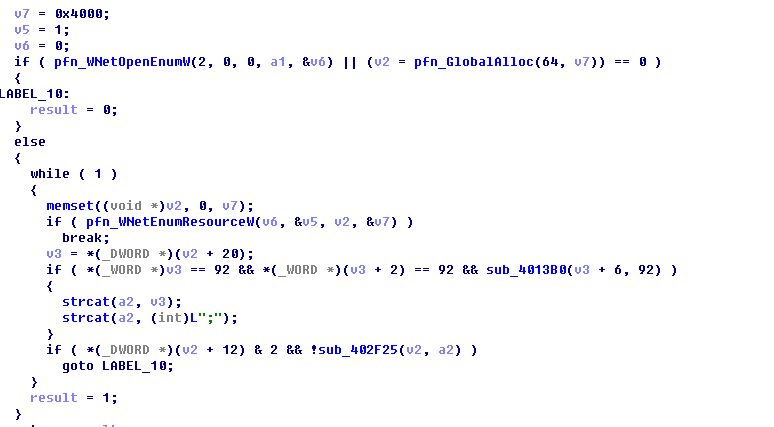 v7 = 0x4000;
v5 = 1;
v6 = 0;
if ( pfn_WNetOpenEnumW(2, 0, 0, a1, &v6) || (v2 = pfn_GlobalAlloc(64, v7)) == 0 )
{
LABEL_10:
result = 0;
}
else
{
while ( 1 )
{
memset((void *)v2, 0, v7);
if ( pfn_WNetEnumResourceW(v6, &v5, v2, &v7) )
break;
v3 = *(_DWORD *)(v2 + 20);
if ( *(_WORD *)v3 == 92 && *(_WORD *)(v3 + 2) == 92 && sub_4013B0(v3 + 6, 92) )
{
strcat(a2, v3);
strcat(a2, (int)L";");
}
if ( *(_DWORD *)(v2 + 12) & 2 && !sub_402F25(v2, a2) )
goto LABEL_10;
}
result = 1;
}